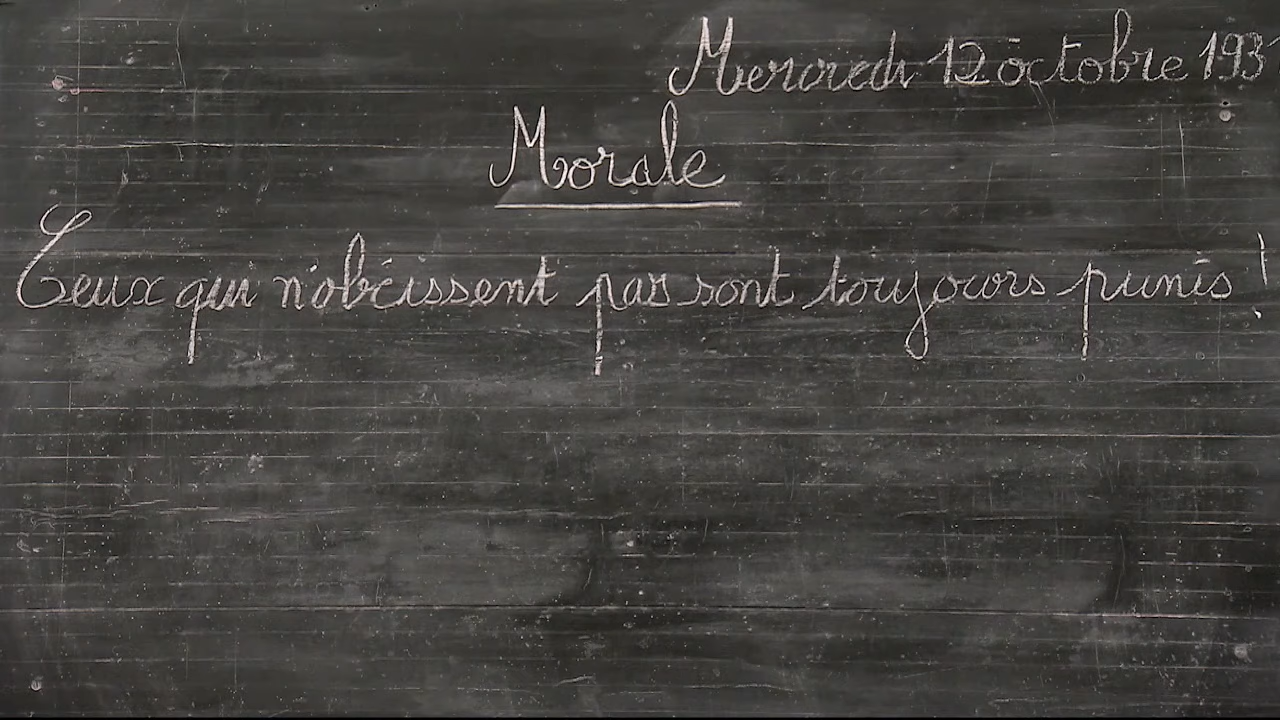 Mercredi 12 octobre 193
Morale
Ceux qui n'obéissent pas sont toujours punis !